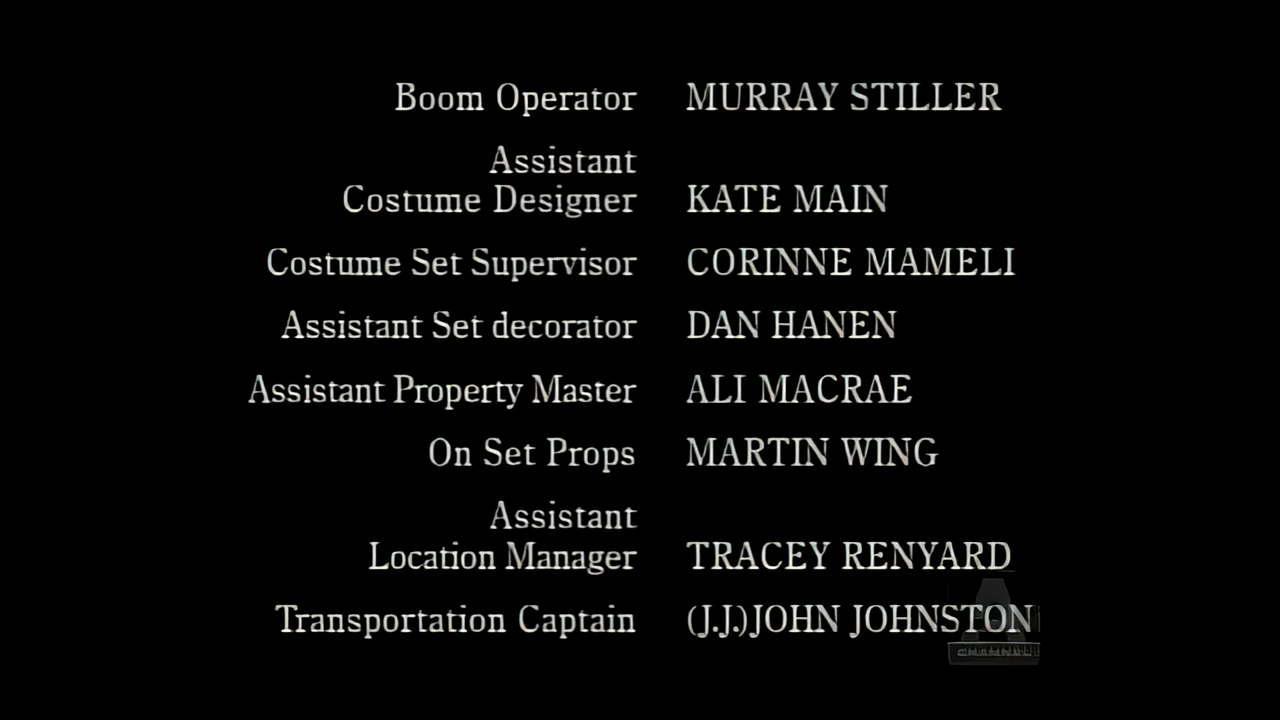 Boom Operator MURRAY STILLER
Assistant
Costume Designer KATE MAIN
Costume Set Supervisor CORINNE MAMELI
Assistant Set decorator DAN HANEN
Assistant Property Master ALI MACRAE
On Set Props MARTIN WING
Assistant
Location Manager TRACEY RENYARD
Transportation Captain (J.J.)JOHN JOHNSTON